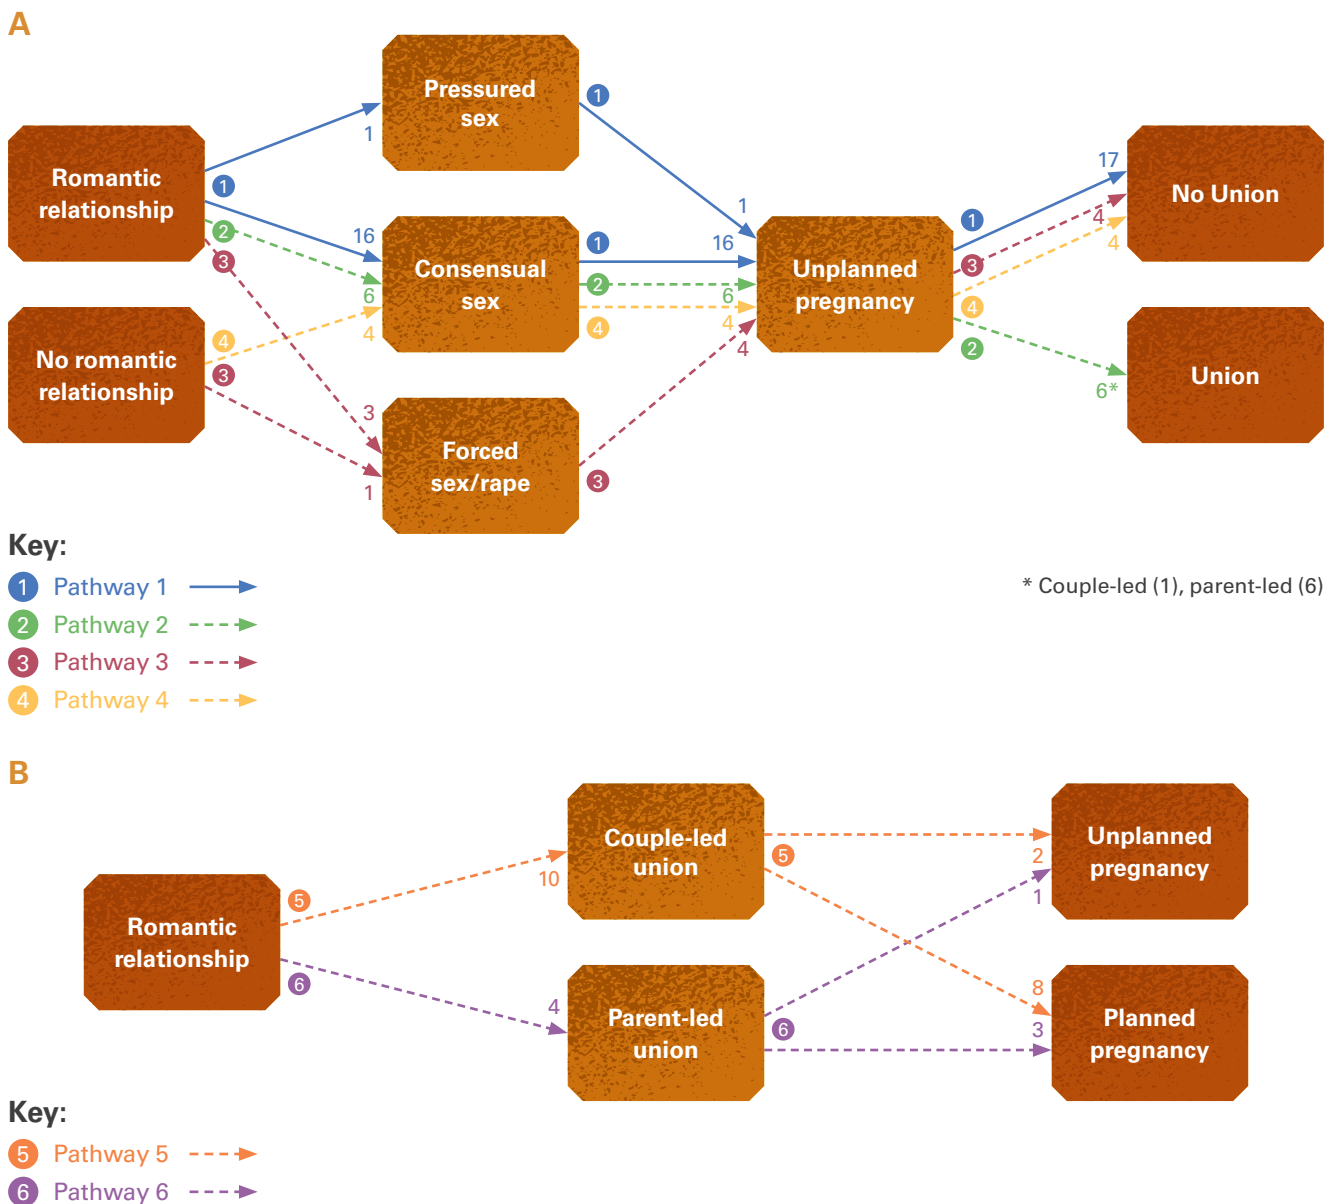 A
Pressured
sex
Romantic
relationship
No romantic
relationship
Consensual
sex
Forced
sex/rape
Unplanned
pregnancy
No Union
Union
1
1
1
1
16
2
3
6
4
4
3
3
1
1
16
2
6
4
4
4
3
1
17
3
4
4
4
2
6*
Key:
1 Pathway 1
2 Pathway 2
3 Pathway 3
4 Pathway 4
* Couple-led (1), parent-led (6)
B
Romantic
relationship
Couple-led
union
Parent-led
union
Unplanned
pregnancy
Planned
pregnancy
5
10
6
4
5
2
1
6
8
3
Key:
5 Pathway 5
6 Pathway 6